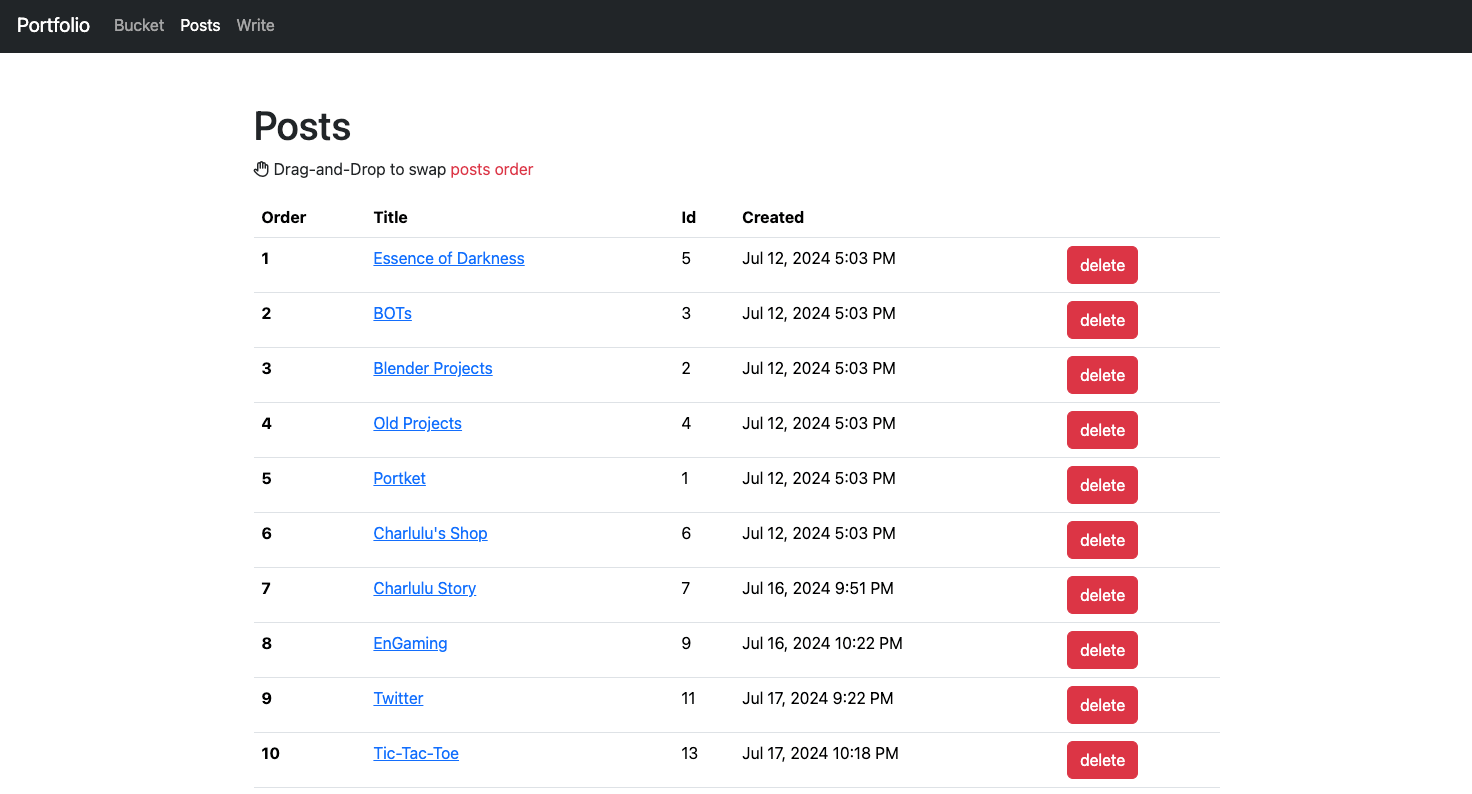 Portfolio Bucket Posts Write
Posts
Drag-and-Drop to swap posts order
Order Title Id Created
1 Essence of Darkness 5 Jul 12, 2024 5:03 PM delete
2 BOTs 3 Jul 12, 2024 5:03 PM delete
3 Blender Projects 2 Jul 12, 2024 5:03 PM delete
4 Old Projects 4 Jul 12, 2024 5:03 PM delete
5 Portket 1 Jul 12, 2024 5:03 PM delete
6 Charlulu's Shop 6 Jul 12, 2024 5:03 PM delete
7 Charlulu Story 7 Jul 16, 2024 9:51 PM delete
8 EnGaming 9 Jul 16, 2024 10:22 PM delete
9 Twitter 11 Jul 17, 2024 9:22 PM delete
10 Tic-Tac-Toe 13 Jul 17, 2024 10:18 PM delete